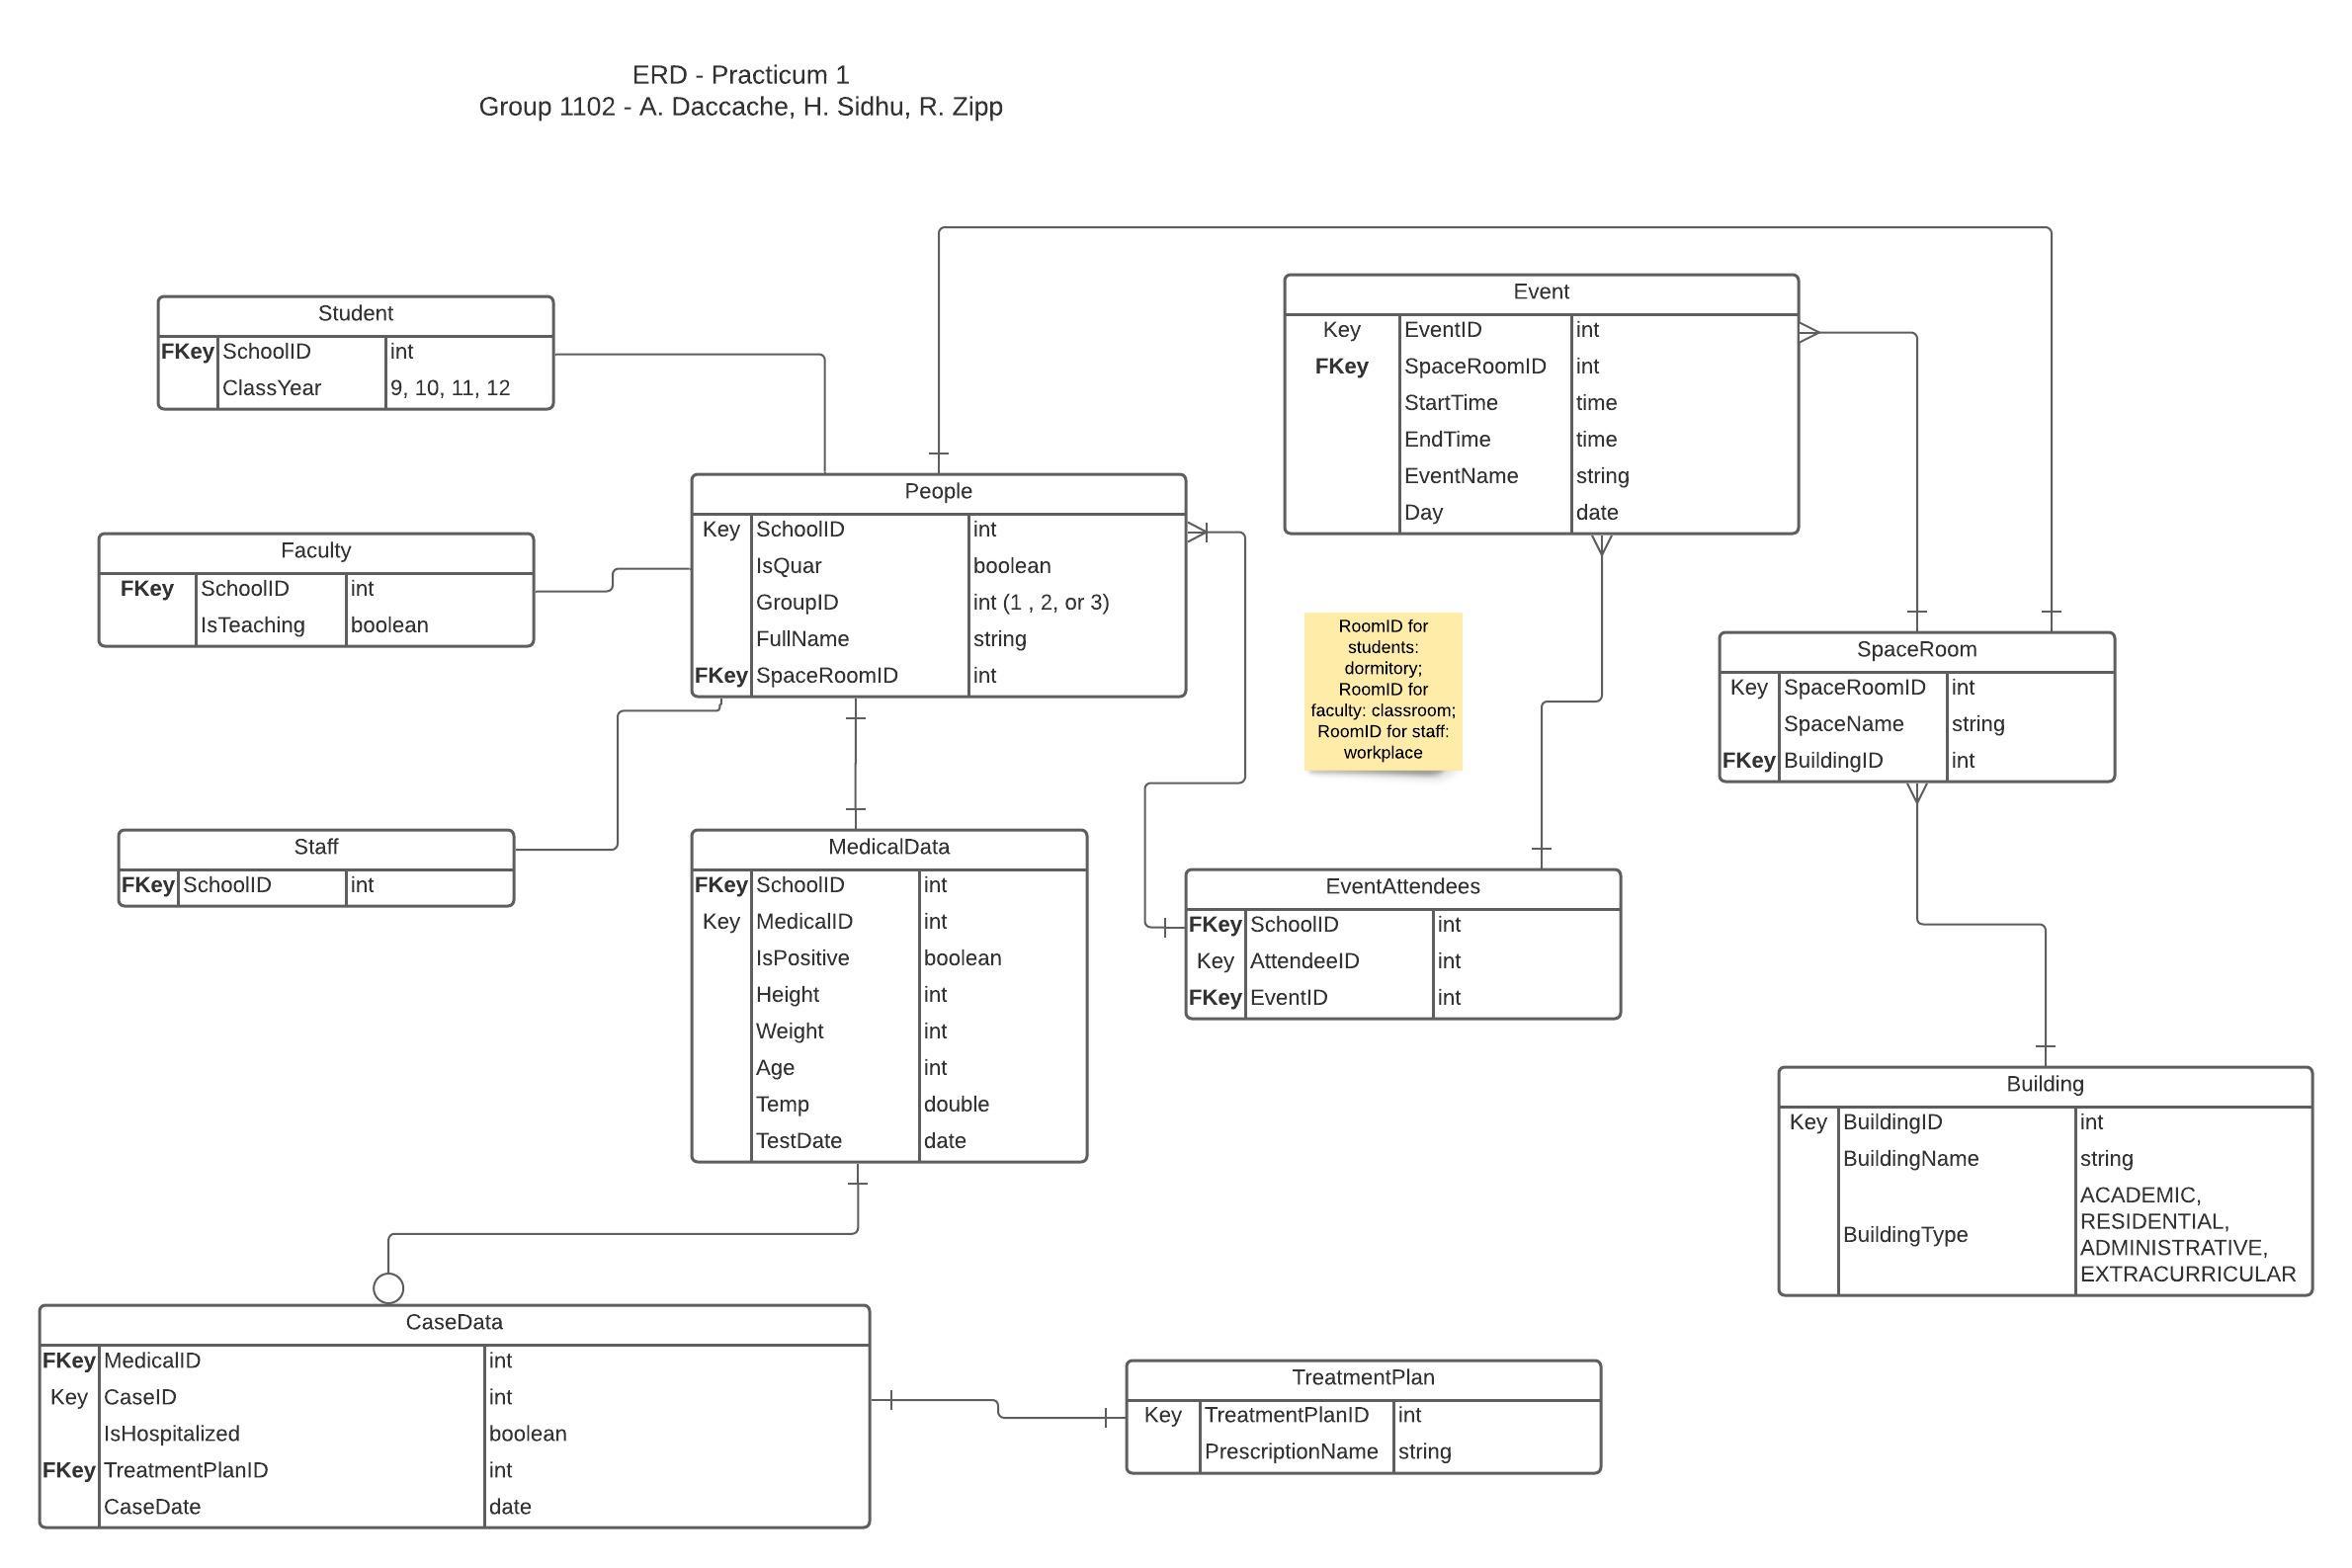 ERD - Practicum 1
Group 1102 - A. Daccache, H. Sidhu, R. Zipp
Student
FKey SchoolID int
ClassYear 9, 10, 11, 12
Faculty
FKey SchoolID int
IsTeaching boolean
Staff
FKey SchoolID int
People
Key SchoolID int
IsQuar boolean
GroupID int (1 , 2, or 3)
FullName string
FKey SpaceRoomID int
Event
Key EventID int
FKey SpaceRoomID int
StartTime time
EndTime time
EventName string
Day date
RoomID for
students:
dormitory;
RoomID for
faculty: classroom;
RoomID for staff:
workplace
SpaceRoom
Key SpaceRoomID int
SpaceName string
FKey BuildingID int
MedicalData
FKey SchoolID int
Key MedicalID int
IsPositive boolean
Height int
Weight int
Age int
Temp double
TestDate date
EventAttendees
FKey SchoolID int
Key AttendeeID int
FKey EventID int
Building
Key BuildingID int
BuildingName string
BuildingType ACADEMIC,
RESIDENTIAL,
ADMINISTRATIVE,
EXTRACURRICULAR
CaseData
FKey MedicalID int
Key CaseID int
IsHospitalized boolean
FKey TreatmentPlanID int
CaseDate date
TreatmentPlan
Key TreatmentPlanID int
PrescriptionName string